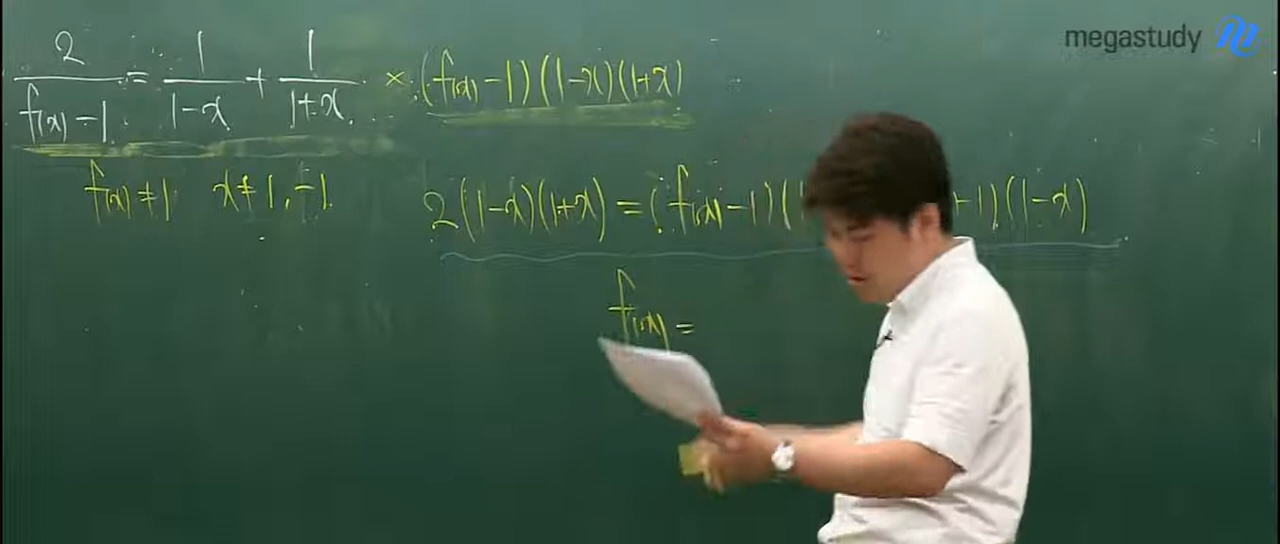 megastudy
2/(f(x)-1) = 1/(1-x) + 1/(1+x) × (f(x)-1)(1-x)(1+x)
f(x)≠1 x≠1, -1
2(1-x)(1+x) = (f(x)-1)( -1)(1-x)
f(x) =